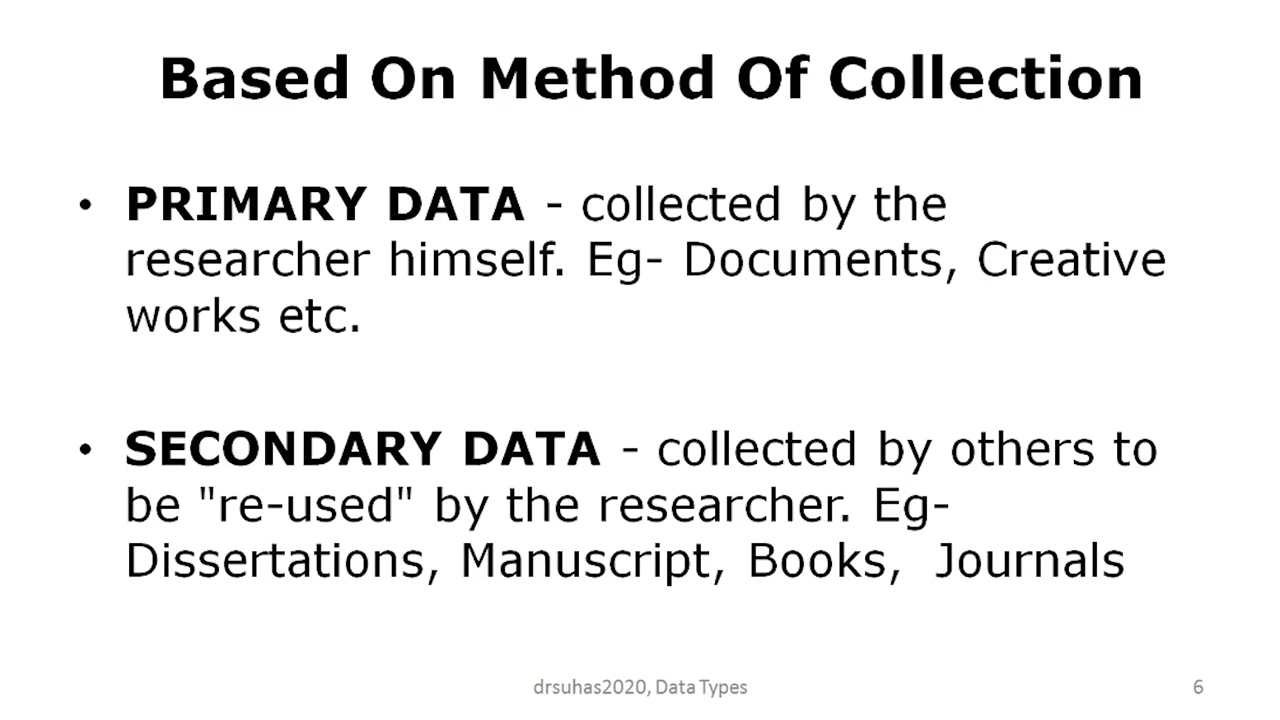 Based On Method Of Collection
• PRIMARY DATA - collected by the
researcher himself. Eg- Documents, Creative
works etc.
• SECONDARY DATA - collected by others to
be "re-used" by the researcher. Eg-
Dissertations, Manuscript, Books,  Journals
drsuhas2020, Data Types
6